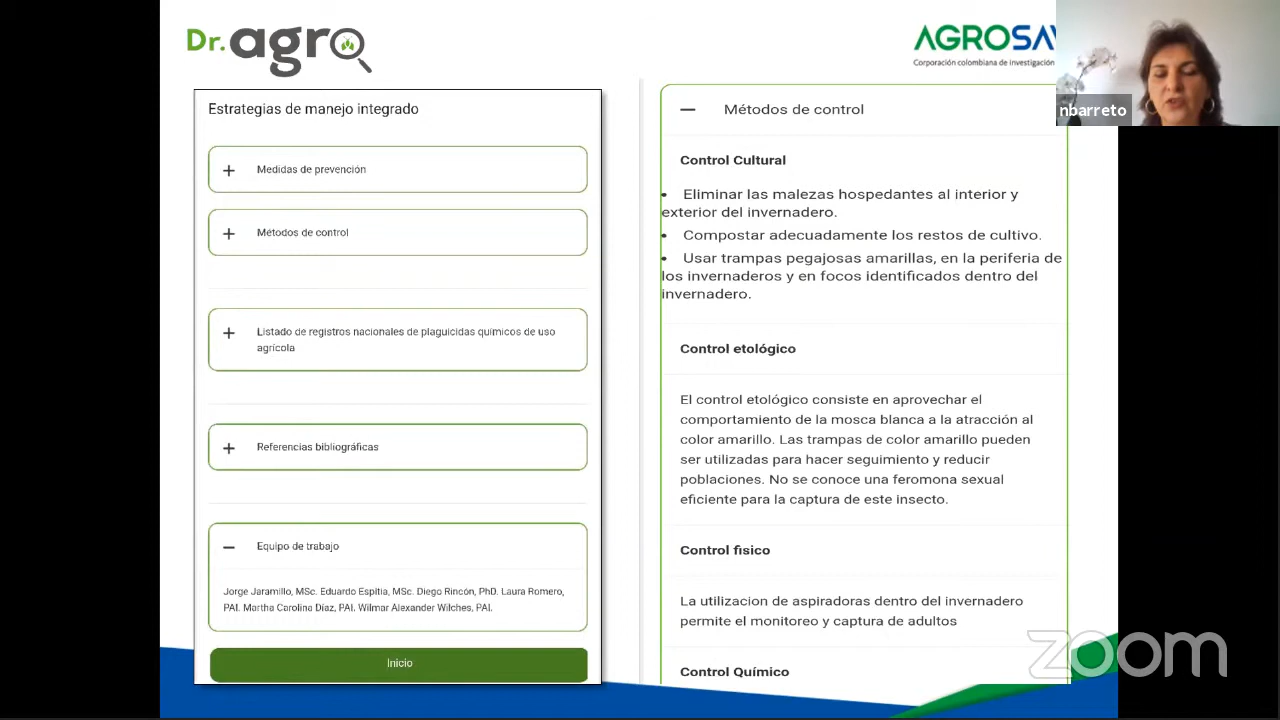 Dr.agro
AGROSAV
Corporación colombiana de investigación
nbarreto
Estrategias de manejo integrado
+ Medidas de prevención
+ Métodos de control
+ Listado de registros nacionales de plaguicidas químicos de uso
agrícola
+ Referencias bibliográficas
− Equipo de trabajo
Jorge Jaramillo, MSc. Eduardo Espitia, MSc. Diego Rincón, PhD. Laura Romero,
PAI. Martha Carolina Díaz, PAI. Wilmar Alexander Wilches, PAI.
Inicio
− Métodos de control
Control Cultural
• Eliminar las malezas hospedantes al interior y
exterior del invernadero.
• Compostar adecuadamente los restos de cultivo.
• Usar trampas pegajosas amarillas, en la periferia de
los invernaderos y en focos identificados dentro del
invernadero.
Control etológico
El control etológico consiste en aprovechar el
comportamiento de la mosca blanca a la atracción al
color amarillo. Las trampas de color amarillo pueden
ser utilizadas para hacer seguimiento y reducir
poblaciones. No se conoce una feromona sexual
eficiente para la captura de este insecto.
Control fisico
La utilizacion de aspiradoras dentro del invernadero
permite el monitoreo y captura de adultos
Control Químico
zoom